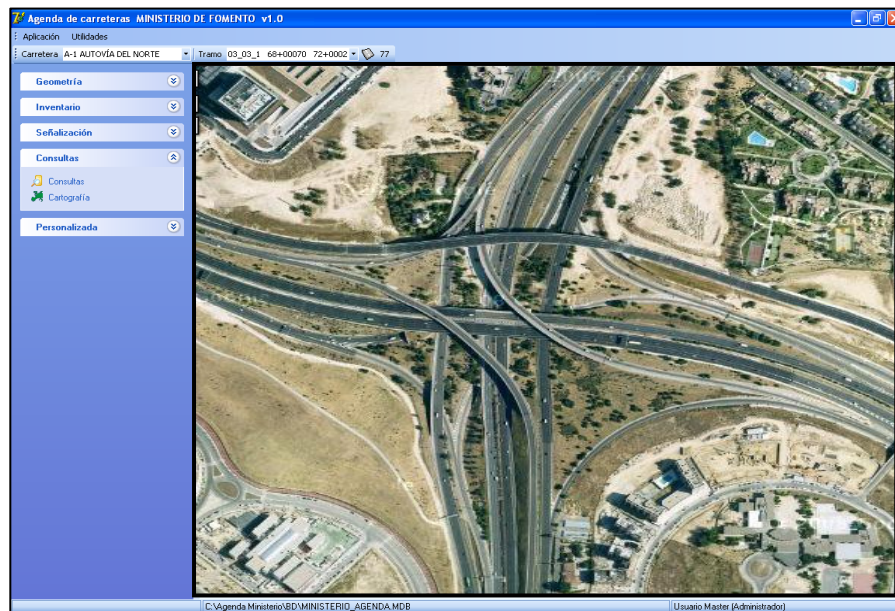 Agenda de carreteras MINISTERIO DE FOMENTO v1.0
Aplicación Utilidades
Carretera A-1 AUTOVÍA DEL NORTE Tramo 03_03_1 68+00070 72+0002 77
Geometría
Inventario
Señalización
Consultas
Consultas
Cartografía
Personalizada
C:\Agenda Ministerio\BD\MINISTERIO_AGENDA.MDB Usuario Master (Administrador)